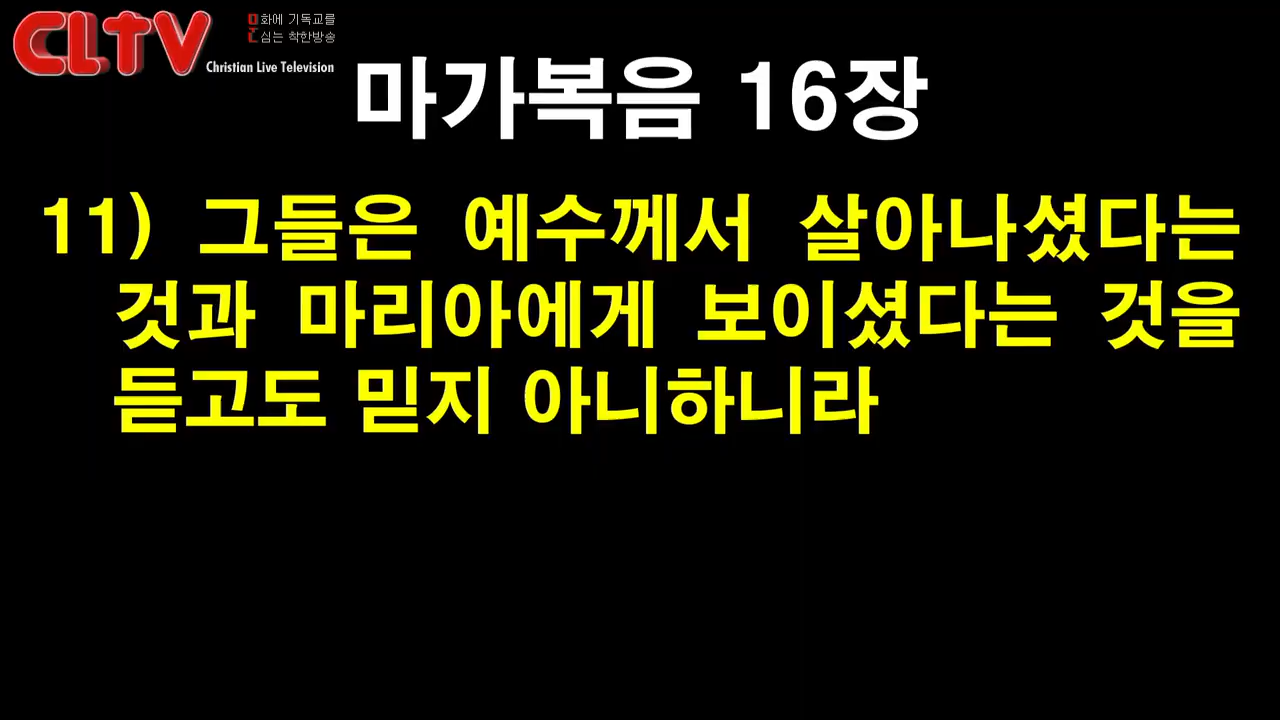 CLTV
문화에 기독교를
심는 착한방송
Christian Live Television
마가복음 16장
11) 그들은 예수께서 살아나셨다는
것과 마리아에게 보이셨다는 것을
듣고도 믿지 아니하니라